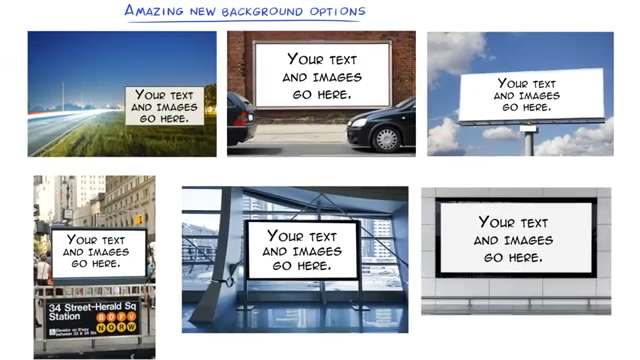 Amazing new background options
Your text
and images
go here.
Your text
and images
go here.
Your text
and images
go here.
Your text
and images
go here.
34 Street-Herald Sq
Station
B D F V
N Q R W
Elevator on
Your text
and images
go here.
Your text
and images
go here.